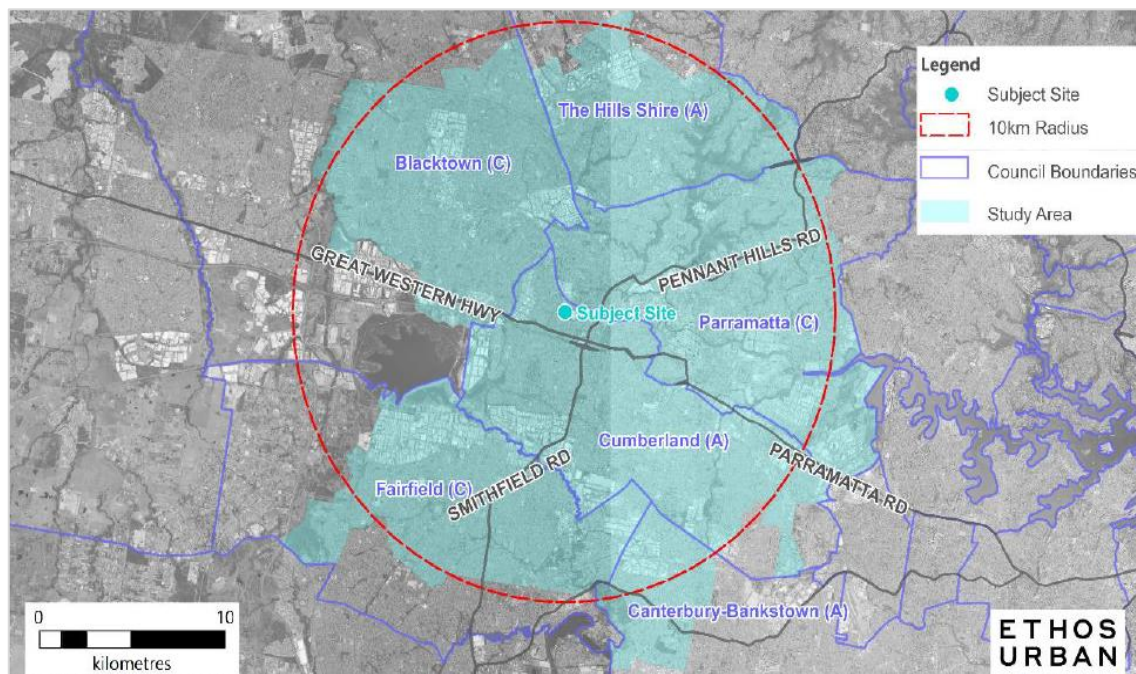 Legend
Subject Site
10km Radius
Council Boundaries
Study Area
The Hills Shire (A)
Blacktown (C)
GREAT WESTERN HWY
PENNANT HILLS RD
Subject Site
Parramatta (C)
Cumberland (A)
SMITHFIELD RD
PARRAMATTA RD
Fairfield (C)
Canterbury-Bankstown (A)
0 10
kilometres
ETHOS
URBAN